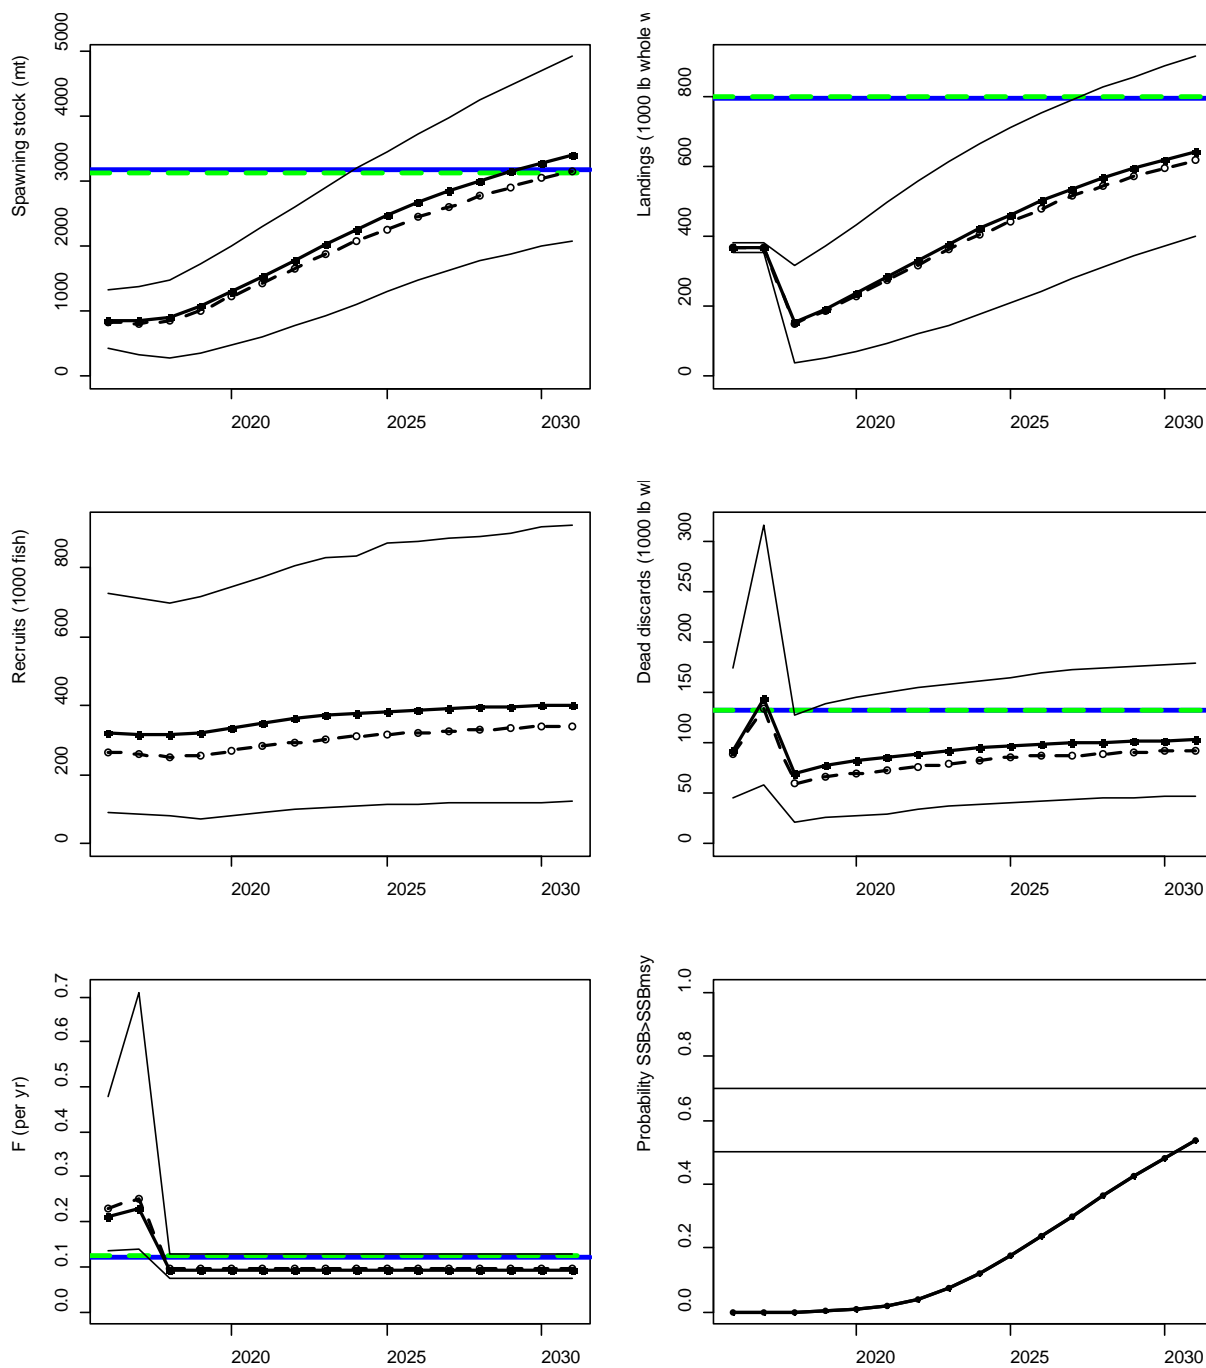 Spawning stock (mt)
0 1000 2000 3000 4000 5000
2020 2025 2030
Landings (1000 lb whole w
0 200 400 600 800
2020 2025 2030
Recruits (1000 fish)
0 200 400 600 800
2020 2025 2030
Dead discards (1000 lb wh
0 50 100 150 200 250 300
2020 2025 2030
F (per yr)
0.0 0.1 0.2 0.3 0.4 0.5 0.6 0.7
2020 2025 2030
Probability SSB>SSBmsy
0.0 0.2 0.4 0.6 0.8 1.0
2020 2025 2030